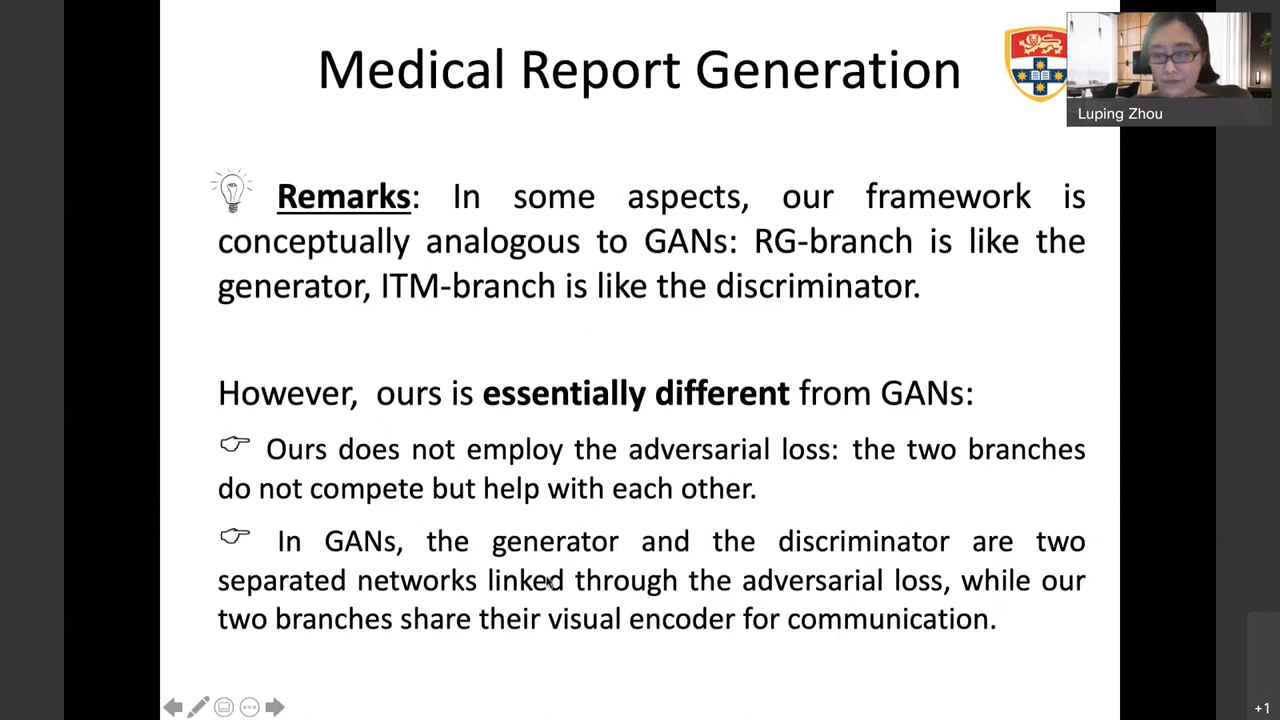 Medical Report Generation
Luping Zhou
Remarks: In some aspects, our framework is
conceptually analogous to GANs: RG-branch is like the
generator, ITM-branch is like the discriminator.
However, ours is essentially different from GANs:
Ours does not employ the adversarial loss: the two branches
do not compete but help with each other.
In GANs, the generator and the discriminator are two
separated networks linked through the adversarial loss, while our
two branches share their visual encoder for communication.
+1